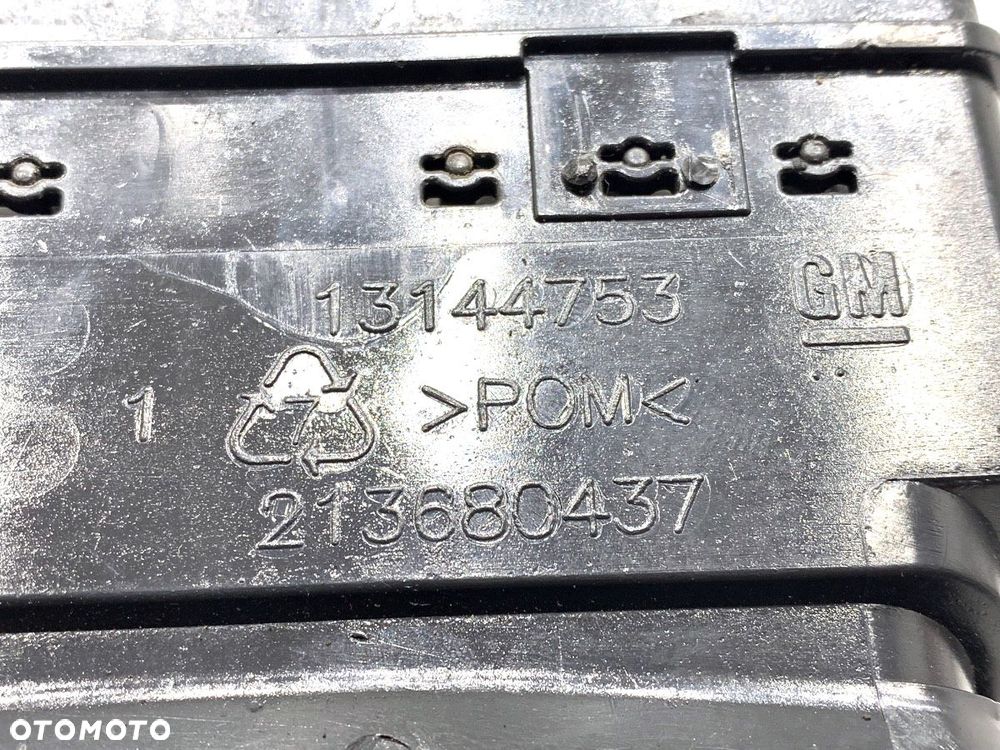 13144753
GM
1 7 >POM<
213680437
OTOMOTO